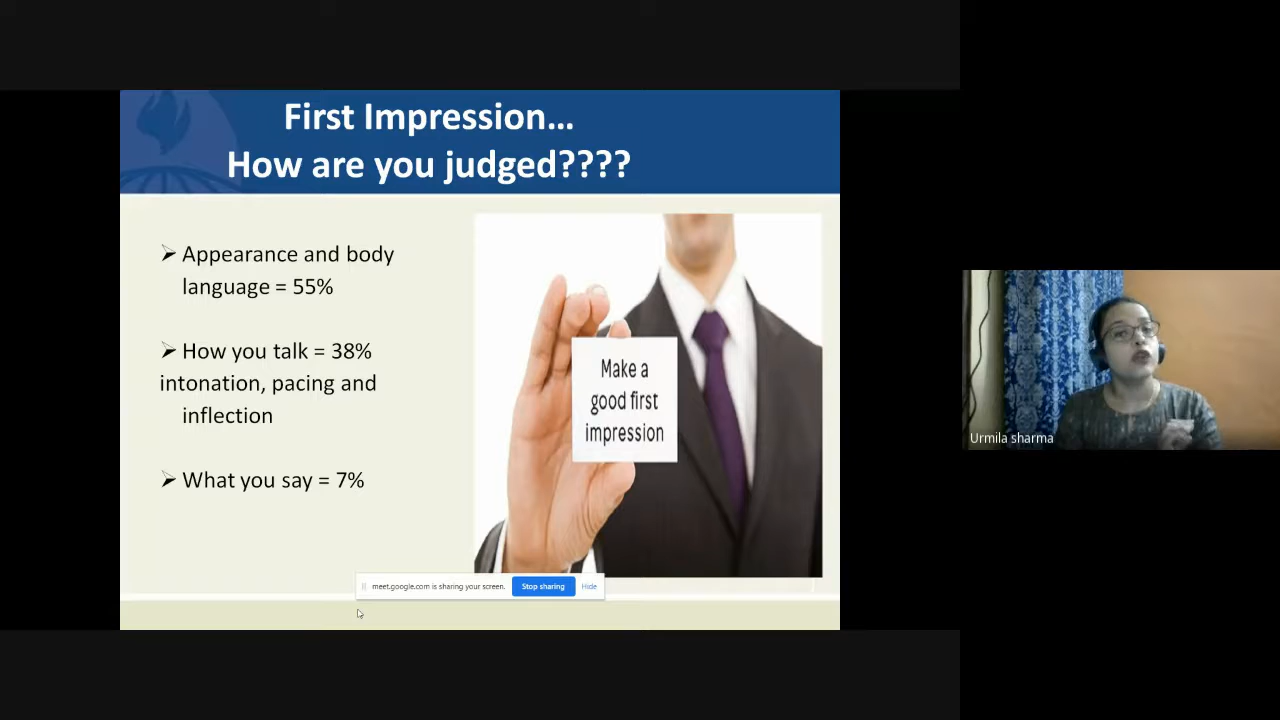 First Impression...
How are you judged????
➢ Appearance and body
language = 55%
➢ How you talk = 38%
intonation, pacing and
inflection
➢ What you say = 7%
Make a
good first
impression
meet.google.com is sharing your screen.
Stop sharing
Hide
Urmila sharma